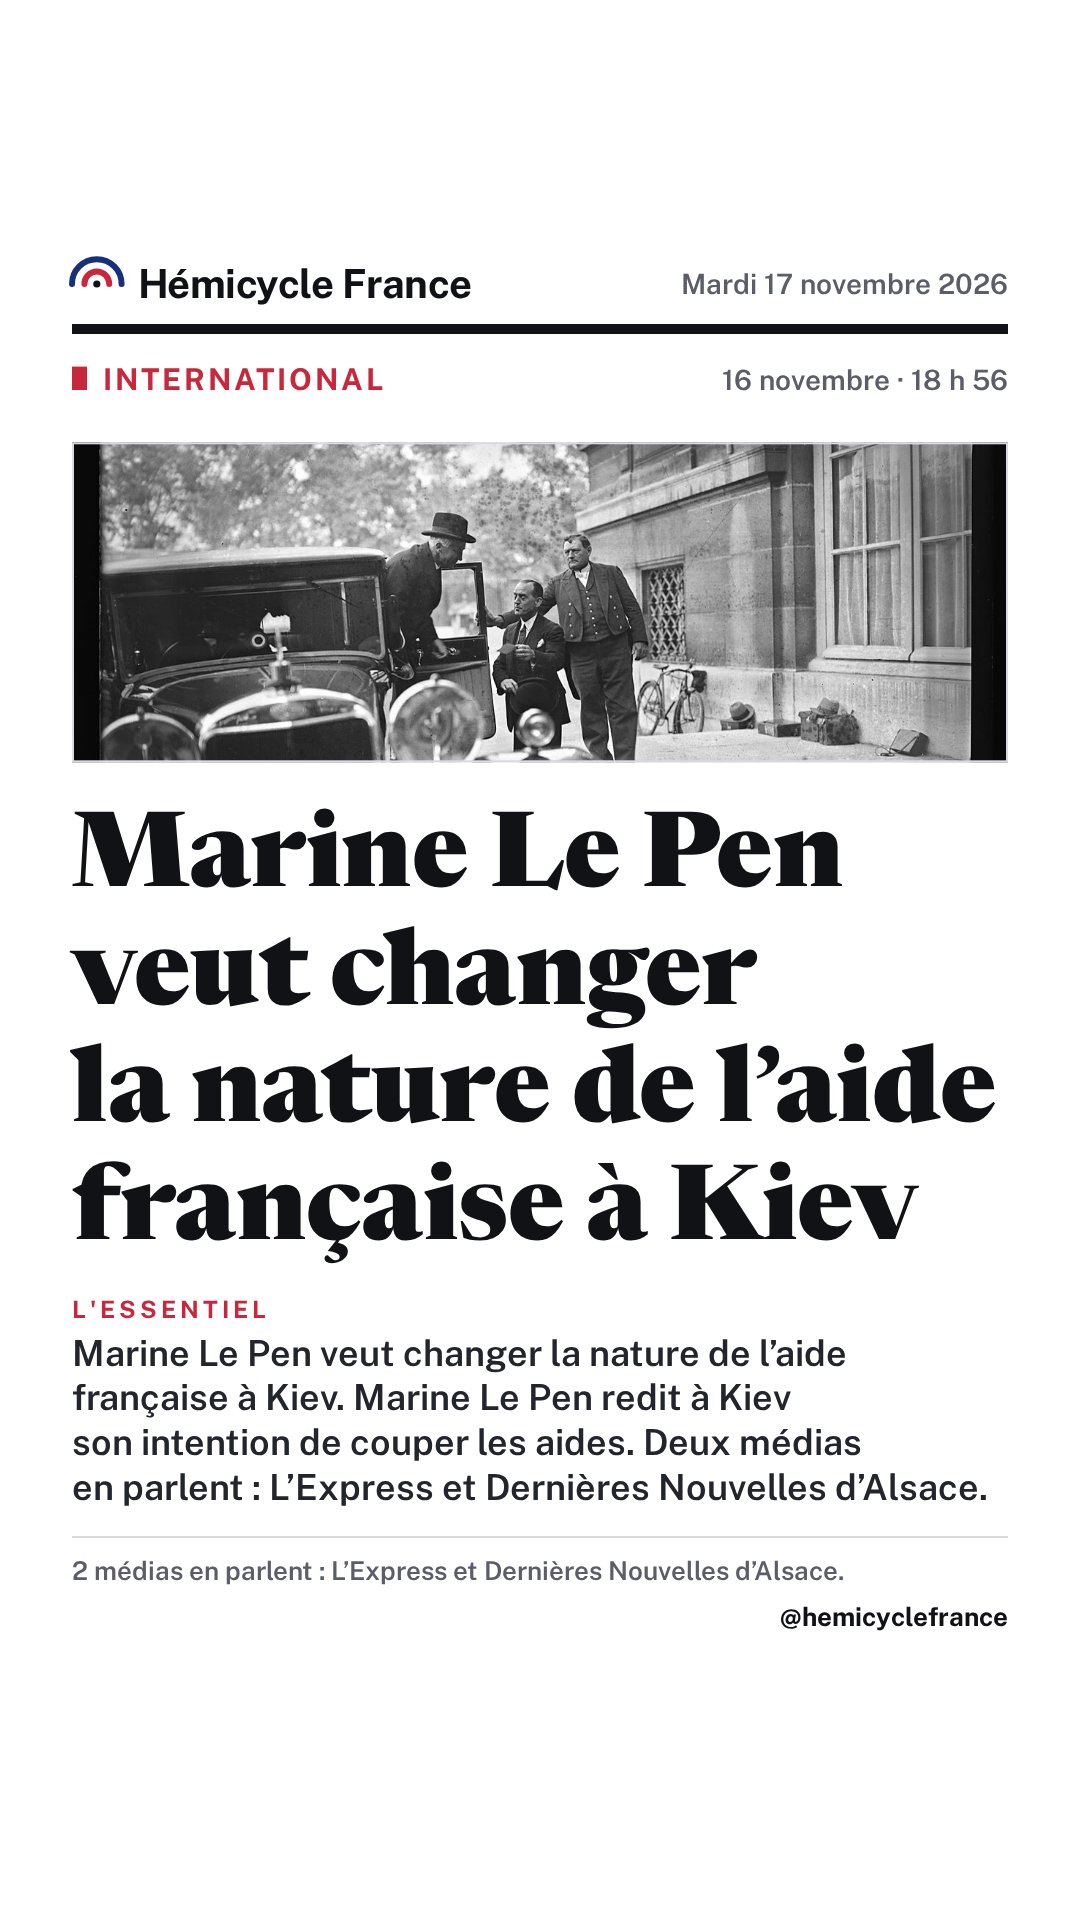 Hémicycle France
Mardi 17 novembre 2026
INTERNATIONAL
16 novembre · 18 h 56
Marine Le Pen
veut changer
la nature de l’aide
française à Kiev
L'ESSENTIEL
Marine Le Pen veut changer la nature de l’aide
française à Kiev. Marine Le Pen redit à Kiev
son intention de couper les aides. Deux médias
en parlent : L’Express et Dernières Nouvelles d’Alsace.
2 médias en parlent : L’Express et Dernières Nouvelles d’Alsace.
@hemicyclefrance